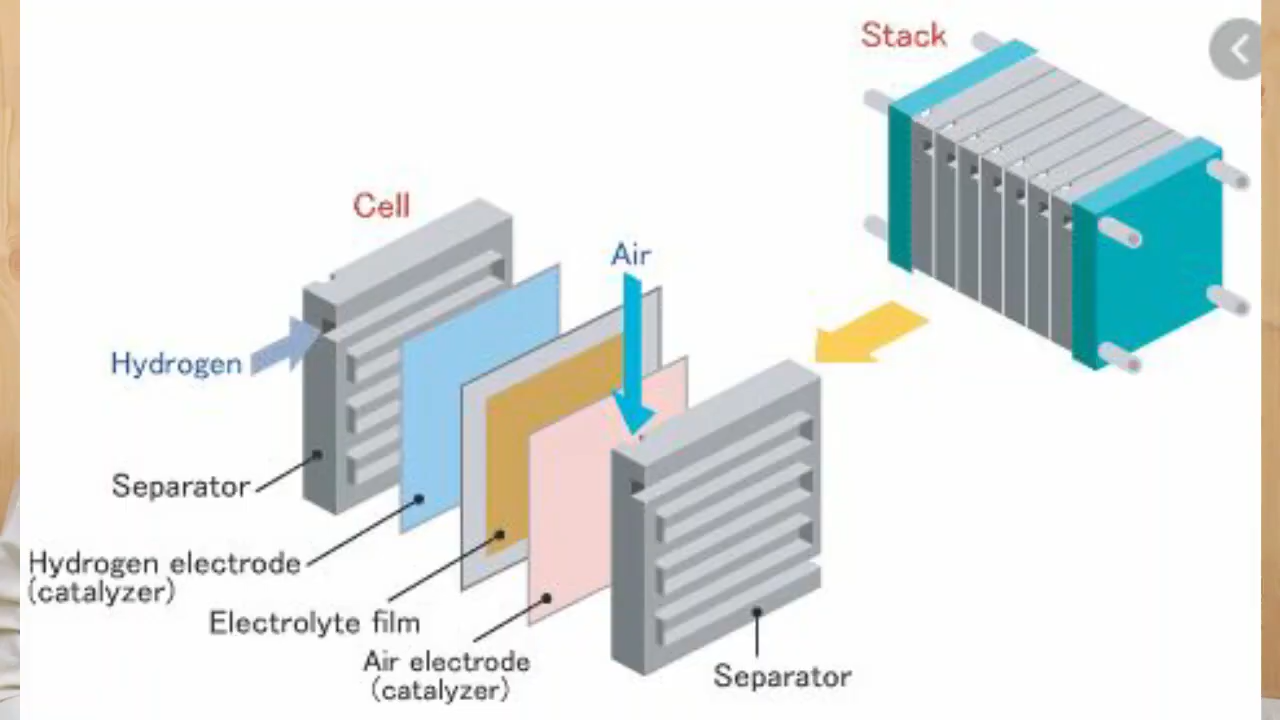 Stack
Cell
Air
Hydrogen
Separator
Hydrogen electrode
(catalyzer)
Electrolyte film
Air electrode
(catalyzer)
Separator